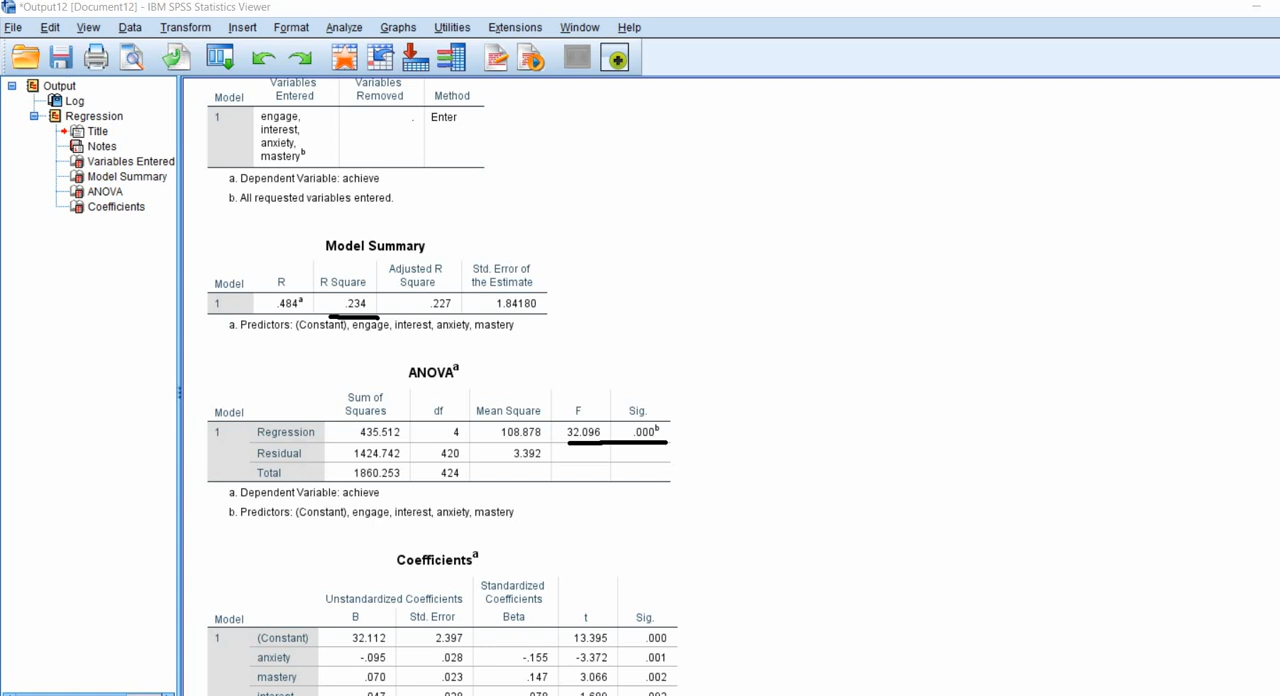 *Output12 [Document12] - IBM SPSS Statistics Viewer
File Edit View Data Transform Insert Format Analyze Graphs Utilities Extensions Window Help
Output
Log
Regression
Title
Notes
Variables Entered
Model Summary
ANOVA
Coefficients
Model Variables Entered Variables Removed Method
1 engage, interest, anxiety, mastery b . Enter
a. Dependent Variable: achieve
b. All requested variables entered.
Model Summary
Model R R Square Adjusted R Square Std. Error of the Estimate
1 .484a .234 .227 1.84180
a. Predictors: (Constant), engage, interest, anxiety, mastery
ANOVAa
Model Sum of Squares df Mean Square F Sig.
1 Regression 435.512 4 108.878 32.096 .000b
Residual 1424.742 420 3.392
Total 1860.253 424
a. Dependent Variable: achieve
b. Predictors: (Constant), engage, interest, anxiety, mastery
Coefficientsa
Unstandardized Coefficients Standardized Coefficients
Model B Std. Error Beta t Sig.
1 (Constant) 32.112 2.397 13.395 .000
anxiety -.095 .028 -.155 -3.372 .001
mastery .070 .023 .147 3.066 .002